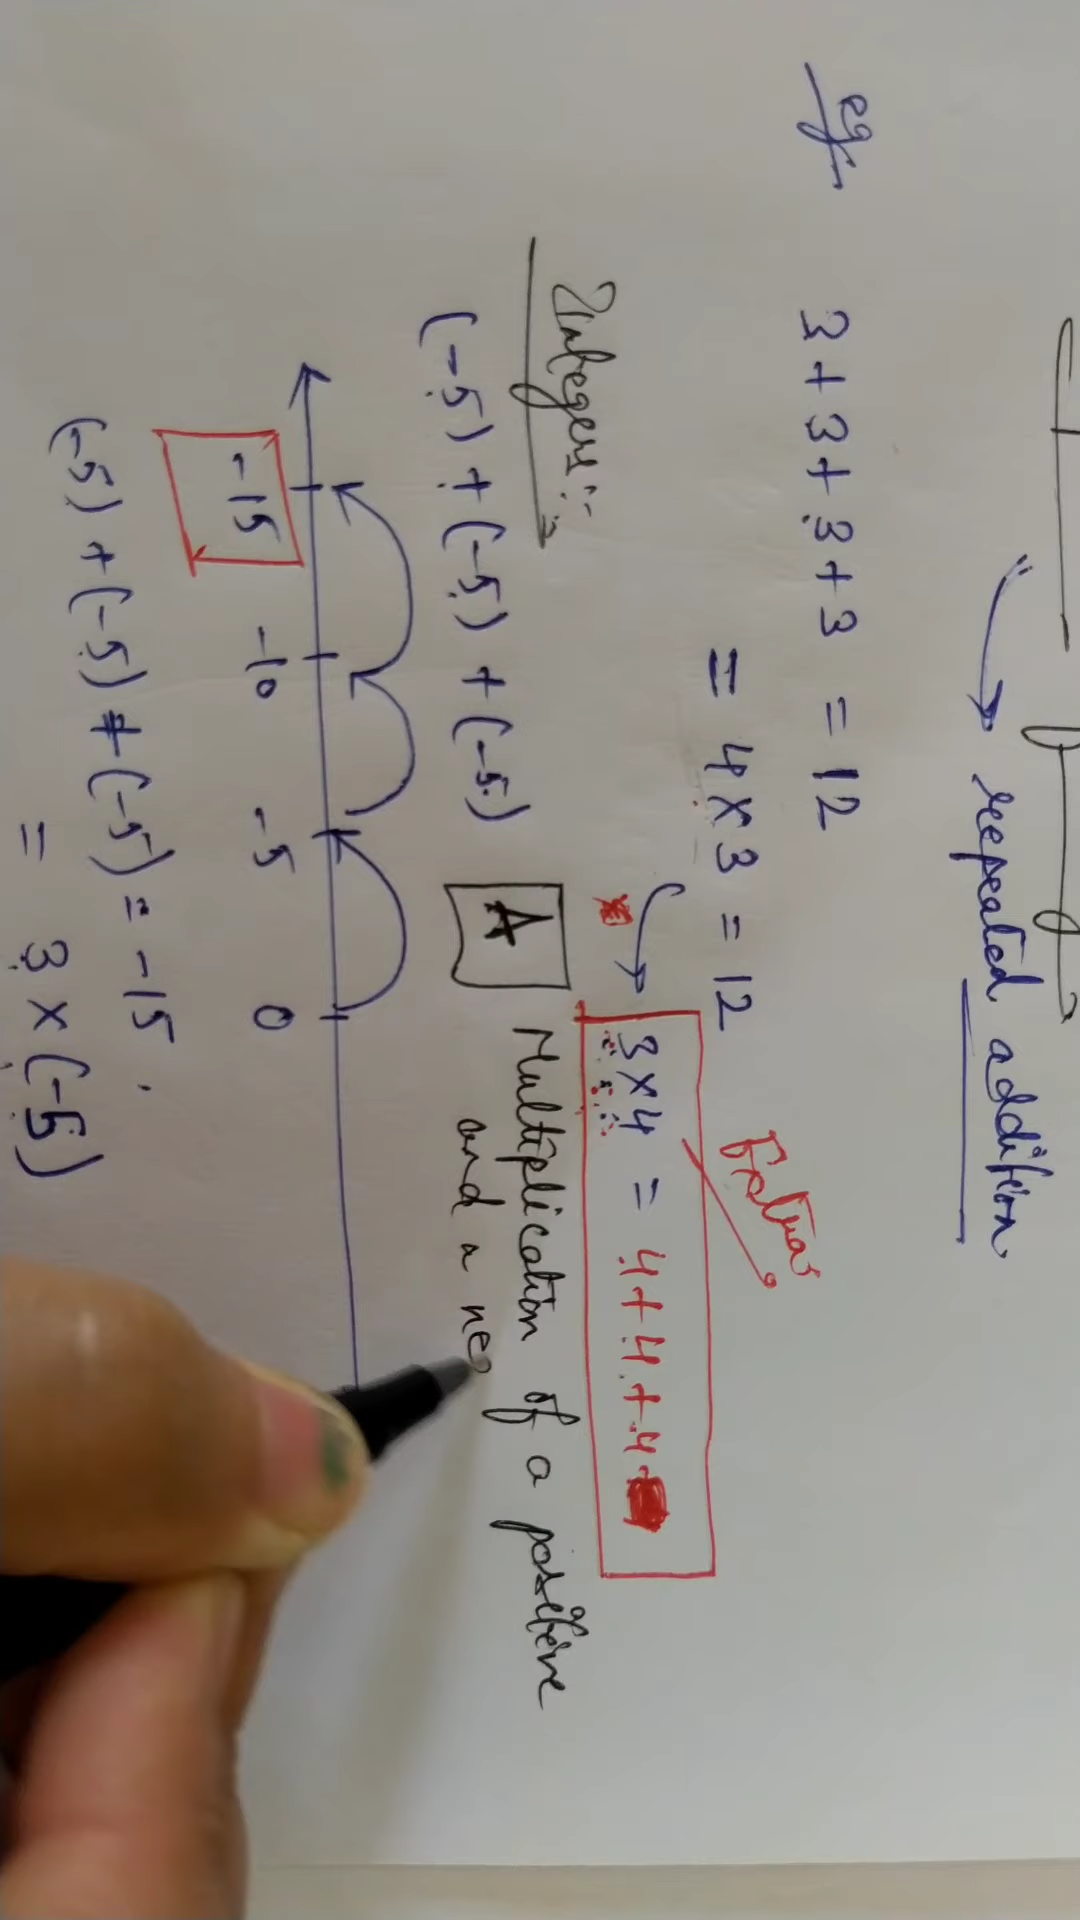 → repeated addition
eg:- 3 + 3 + 3 + 3 = 12
= 4 x 3 = 12
3 x 4 = 4 + 4 + 4
Integers :-
A Multiplication of a positive
and a ne
(-5) + (-5) + (-5)
-15 -10 -5 0
(-5) + (-5) + (-5) = -15 .
= 3 x (-5)